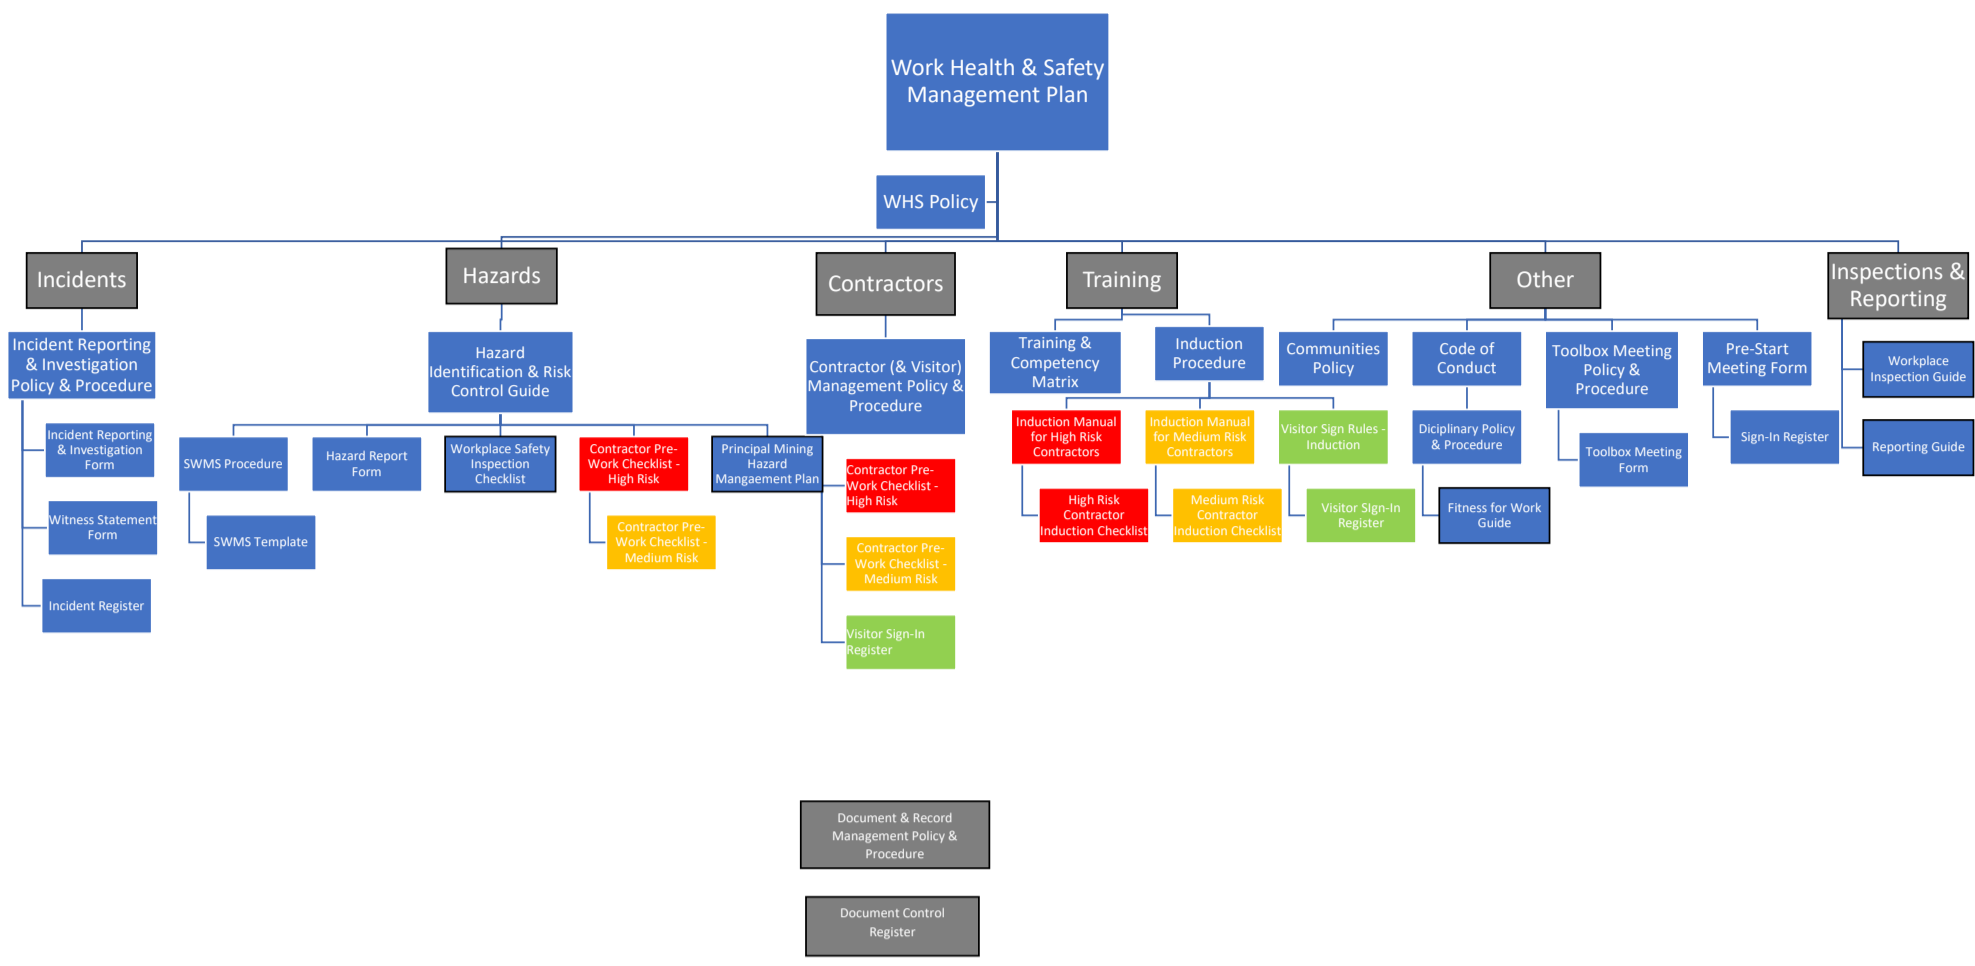 Work Health & Safety
Management Plan
WHS Policy
Incidents
Hazards
Contractors
Training
Other
Inspections &
Reporting
Incident Reporting
& Investigation
Policy & Procedure
Incident Reporting
& Investigation
Form
Witness Statement
Form
Incident Register
Hazard
Identification & Risk
Control Guide
SWMS Procedure
SWMS Template
Hazard Report
Form
Workplace Safety
Inspection
Checklist
Contractor Pre-
Work Checklist -
High Risk
Contractor Pre-
Work Checklist -
Medium Risk
Principal Mining
Hazard
Mangaement Plan
Contractor (& Visitor)
Management Policy &
Procedure
Contractor Pre-
Work Checklist -
High Risk
Contractor Pre-
Work Checklist -
Medium Risk
Visitor Sign-In
Register
Training &
Competency
Matrix
Induction
Procedure
Induction Manual
for High Risk
Contractors
High Risk
Contractor
Induction Checklist
Induction Manual
for Medium Risk
Contractors
Medium Risk
Contractor
Induction Checklist
Visitor Sign Rules -
Induction
Visitor SIgn-In
Register
Communities
Policy
Code of
Conduct
Diciplinary Policy
& Procedure
Fitness for Work
Guide
Toolbox Meeting
Policy &
Procedure
Toolbox Meeting
Form
Pre-Start
Meeting Form
Sign-In Register
Workplace
Inspection Guide
Reporting Guide
Document & Record
Management Policy &
Procedure
Document Control
Register